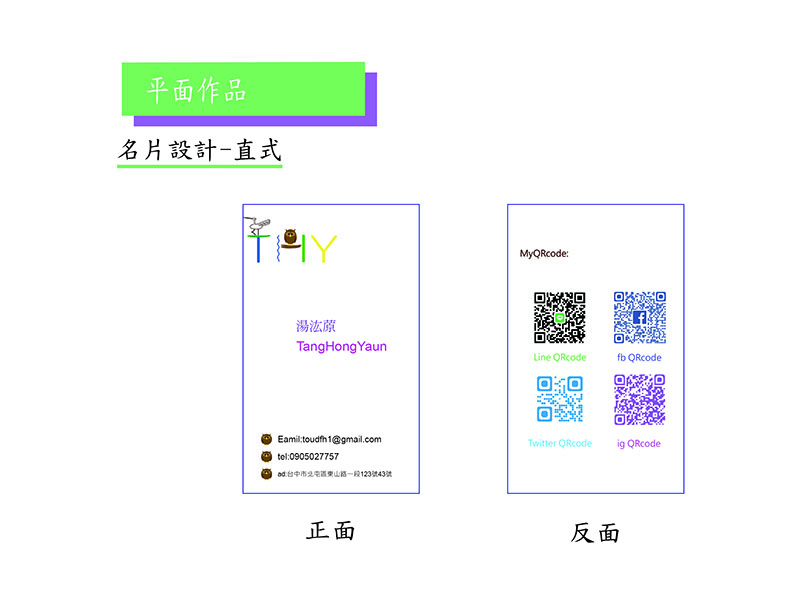 平面作品
名片設計-直式
THY
湯汯蒝
TangHongYaun
Eamil:toudfh1@gmail.com
tel:0905027757
ad:台中市北屯區東山路一段123號43號
正面
MyQRcode:
Line QRcode
fb QRcode
Twitter QRcode
ig QRcode
反面